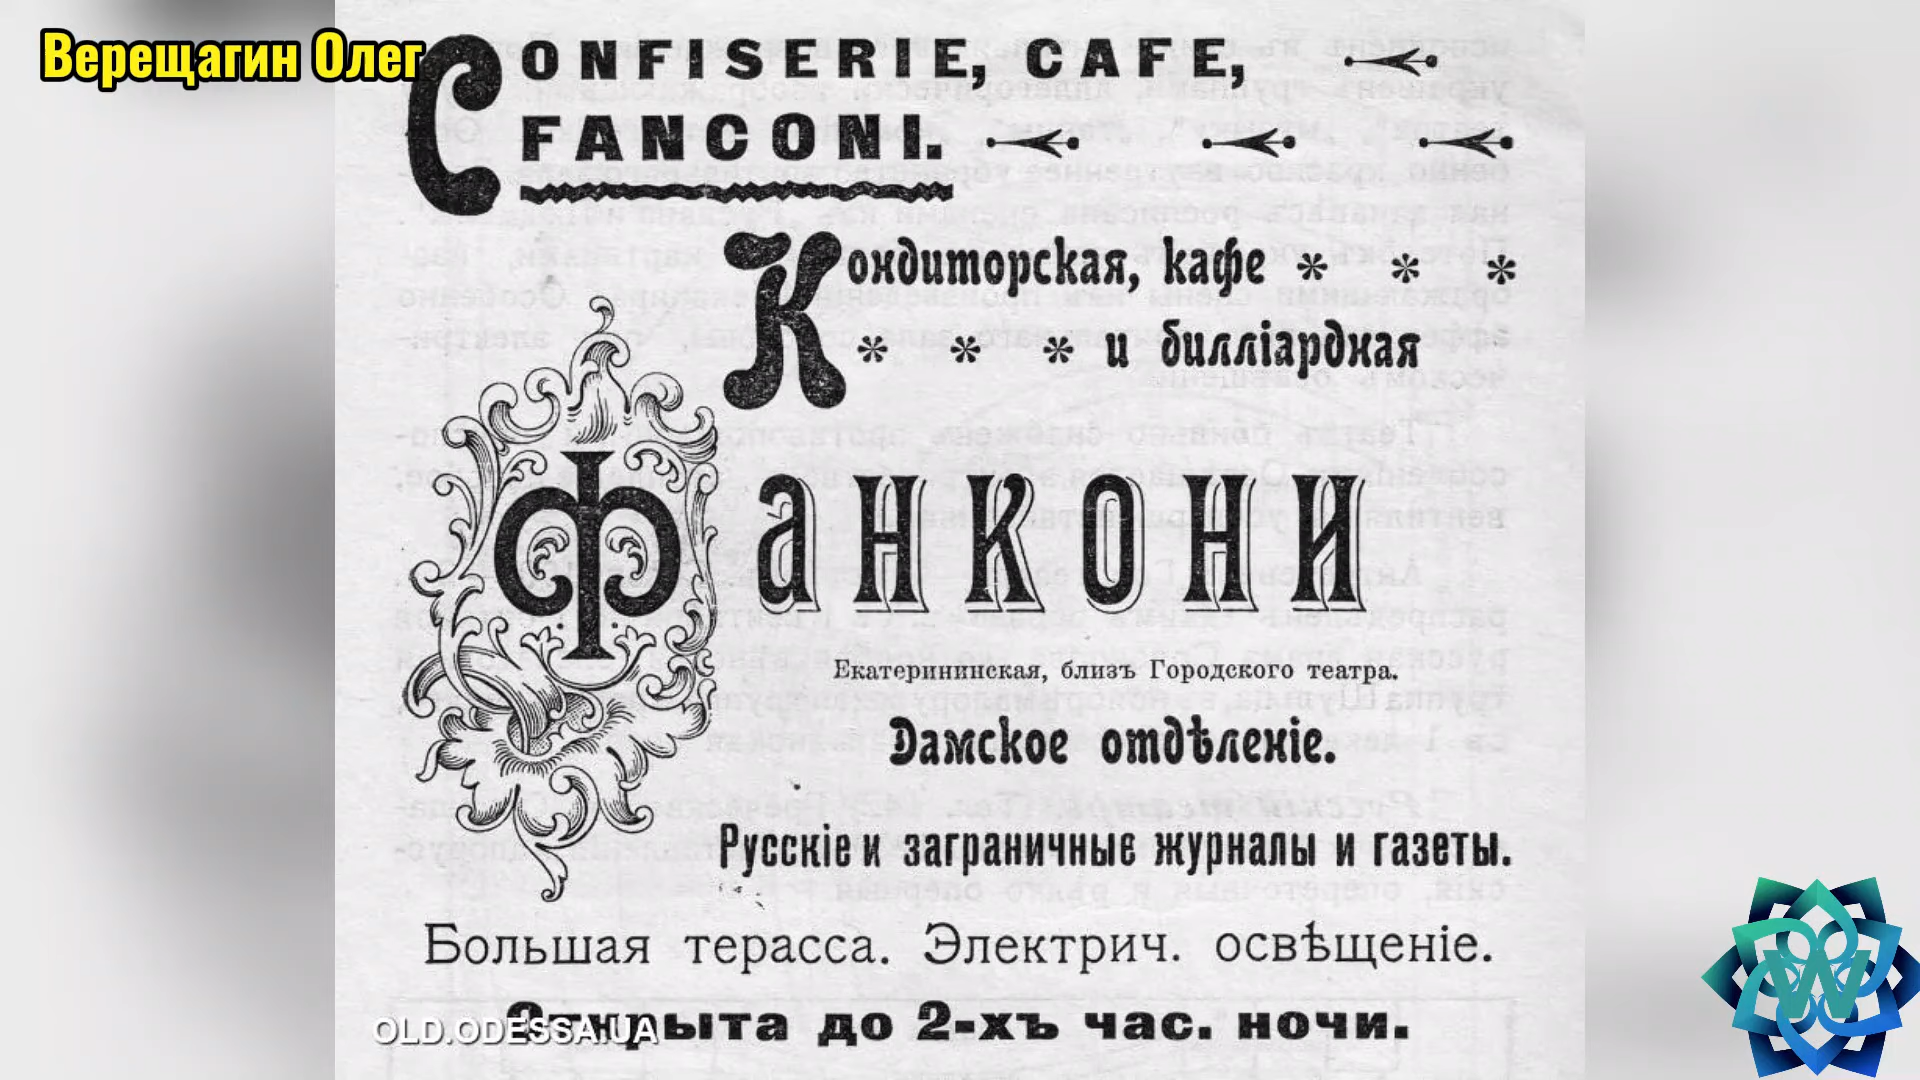 Верещагин Олег
CONFISERIE, CAFE,
FANCONI.
Кондиторская, кафе * * *
* * * и билліардная
Фанкони
Екатерининская, близъ Городского театра.
Дамское отдѣленіе.
Русскіе и заграничные журналы и газеты.
Большая терасса. Электрич. освѣщеніе.
Открыта до 2-хъ час. ночи.
OLD.ODESSA.UA
W